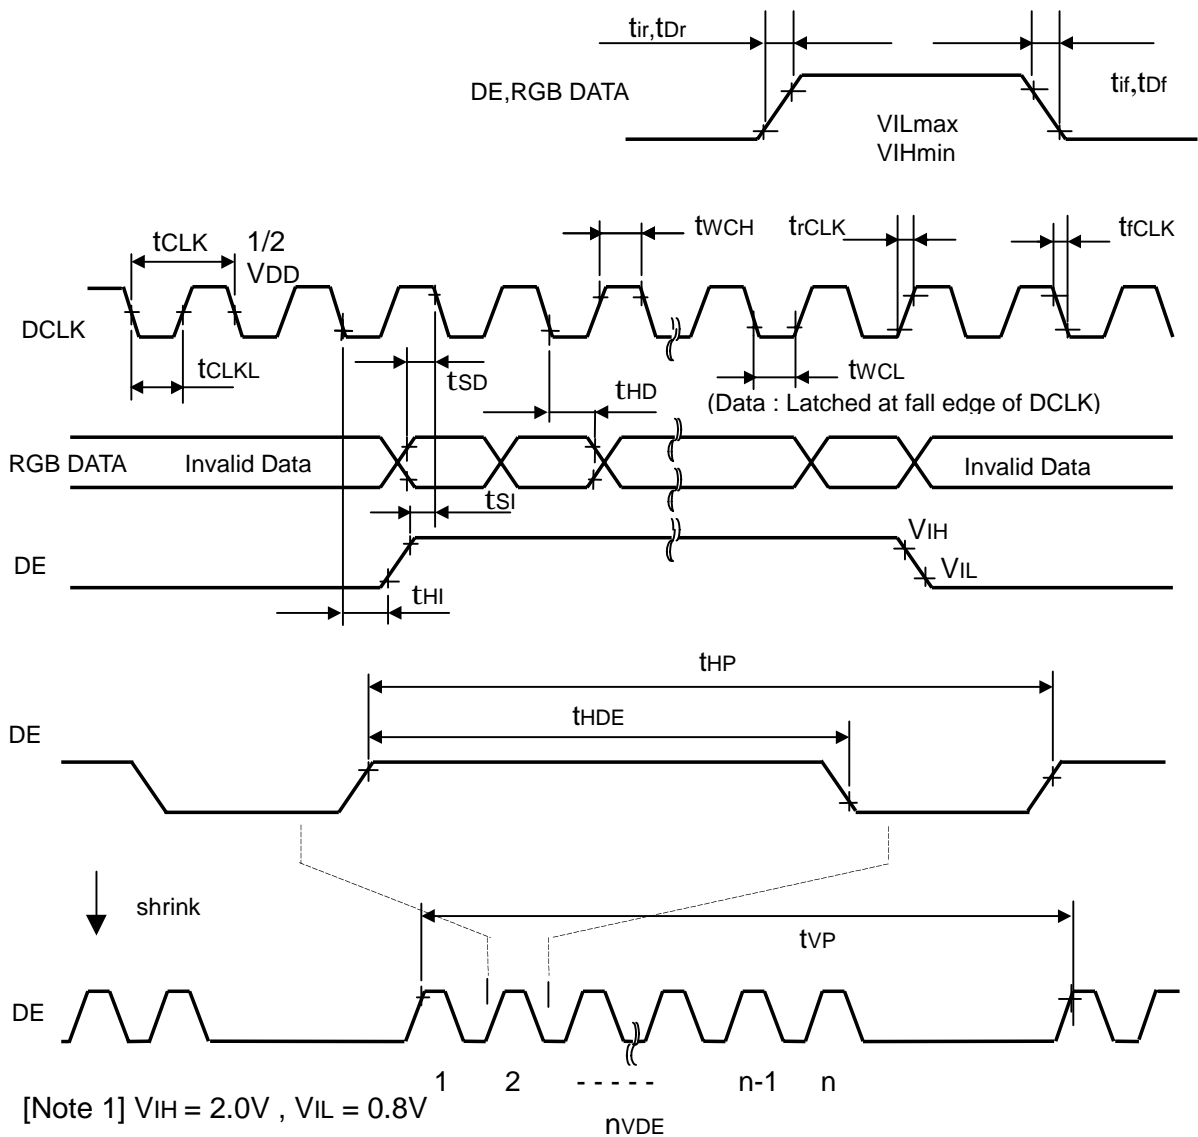 tir,tDr
DE,RGB DATA
tif,tDf
VILmax
VIHmin
tCLK
1/2
VDD
tWCH
trCLK
tfCLK
DCLK
tCLKL
tSD
tHD
tWCL
(Data : Latched at fall edge of DCLK)
RGB DATA
Invalid Data
Invalid Data
tSI
DE
VIH
VIL
tHI
tHP
tHDE
DE
shrink
tVP
DE
1 2 - - - - - n-1 n
[Note 1] VIH = 2.0V , VIL = 0.8V
nVDE